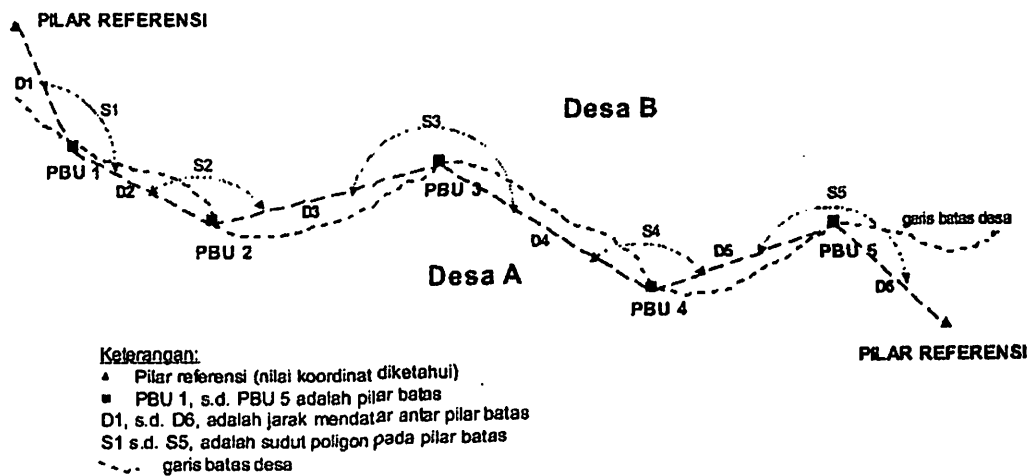 PILAR REFERENSI
D1
S1
PBU 1
D2
S2
PBU 2
D3
S3
Desa B
PBU 3
D4
Desa A
S4
D5
PBU 4
S5
PBU 5
garis batas desa
D6
PILAR REFERENSI
Keterangan:
Pilar referensi (nilai koordinat diketahui)
PBU 1, s.d. PBU 5 adalah pilar batas
D1, s.d. D6, adalah jarak mendatar antar pilar batas
S1 s.d. S5, adalah sudut poligon pada pilar batas
garis batas desa